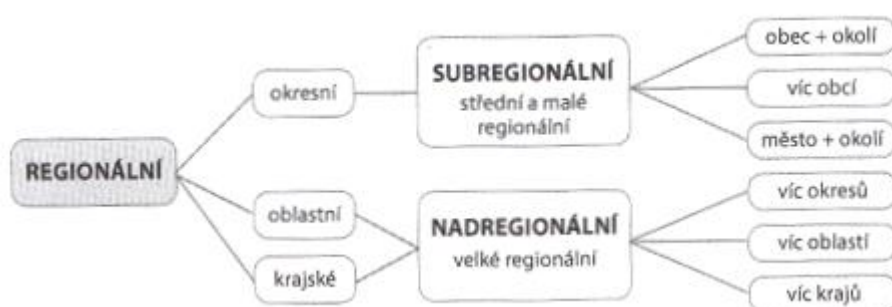 REGIONÁLNÍ
okresní
oblastní
krajské
SUBREGIONÁLNÍ
střední a malé
regionální
NADREGIONÁLNÍ
velké regionální
obec + okolí
víc obcí
město + okolí
víc okresů
víc oblastí
víc krajů